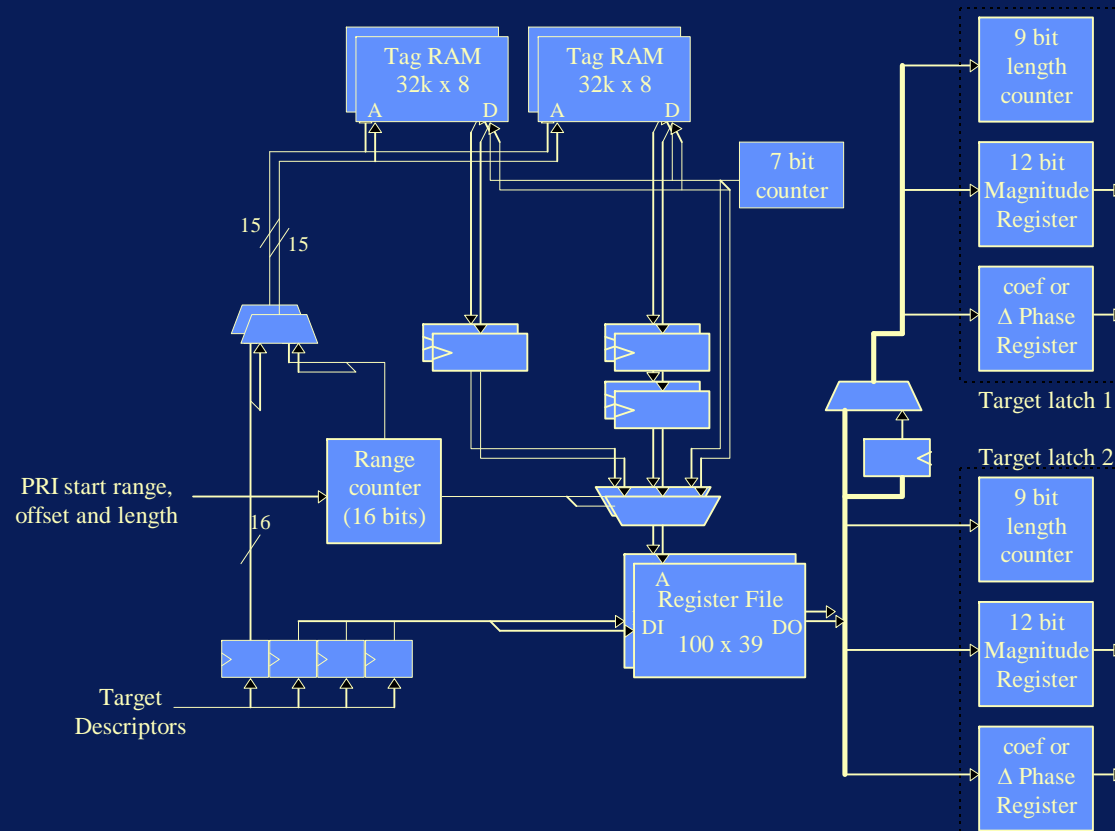 Tag RAM
32k x 8
A
D
Tag RAM
32k x 8
A
D
7 bit
counter
15
15
PRI start range,
offset and length
Range
counter
(16 bits)
16
A
Register File
DI
DO
100 x 39
Target
Descriptors
9 bit
length
counter
12 bit
Magnitude
Register
coef or
Δ Phase
Register
Target latch 1
Target latch 2
9 bit
length
counter
12 bit
Magnitude
Register
coef or
Δ Phase
Register